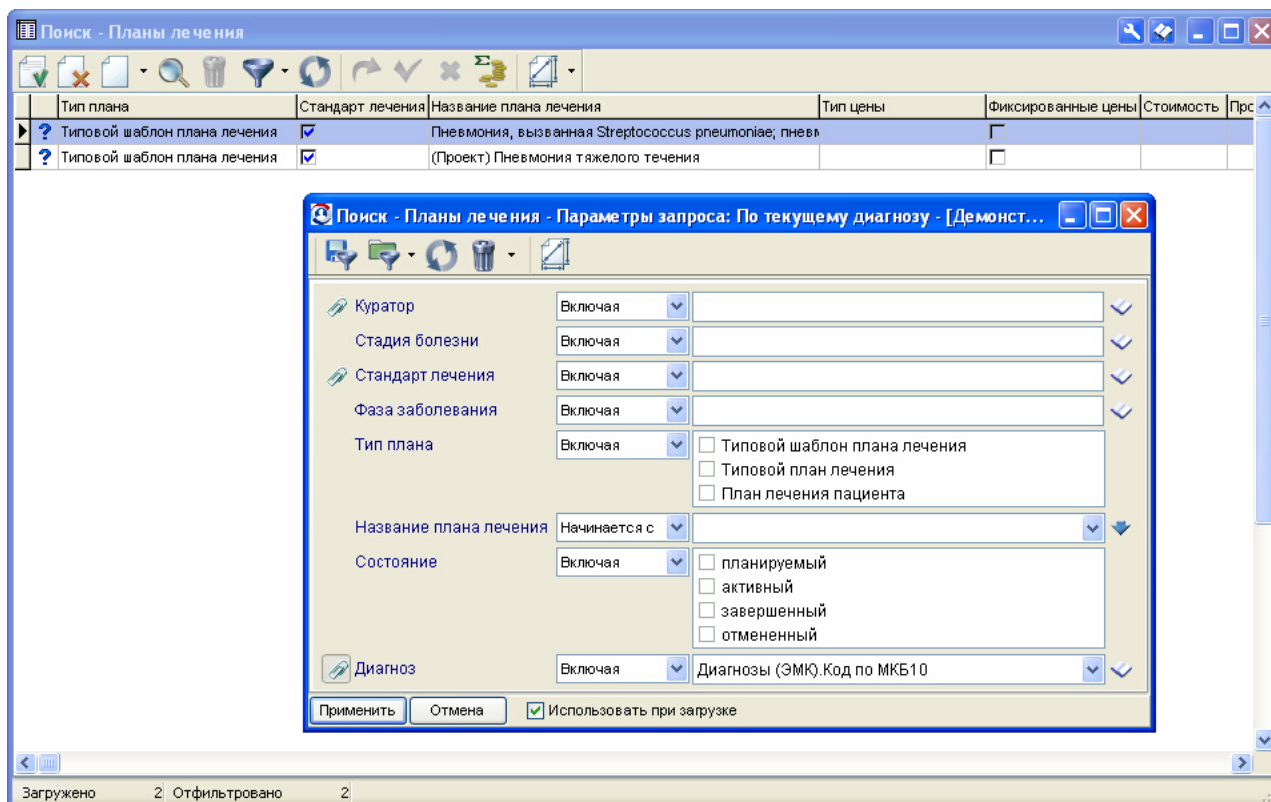 Поиск - Планы лечения
Тип плана Стандарт лечения Название плана лечения Тип цены Фиксированные цены Стоимость Прс
? Типовой шаблон плана лечения Пневмония, вызванная Streptococcus pneumoniae; пневм
? Типовой шаблон плана лечения (Проект) Пневмония тяжелого течения
Поиск - Планы лечения - Параметры запроса: По текущему диагнозу - [Демонст...
Куратор Включая
Стадия болезни Включая
Стандарт лечения Включая
Фаза заболевания Включая
Тип плана Включая Типовой шаблон плана лечения
Типовой план лечения
План лечения пациента
Название плана лечения Начинается с
Состояние Включая планируемый
активный
завершенный
отмененный
Диагноз Включая Диагнозы (ЭМК).Код по МКБ10
Применить Отмена Использовать при загрузке
Загружено 2 Отфильтровано 2